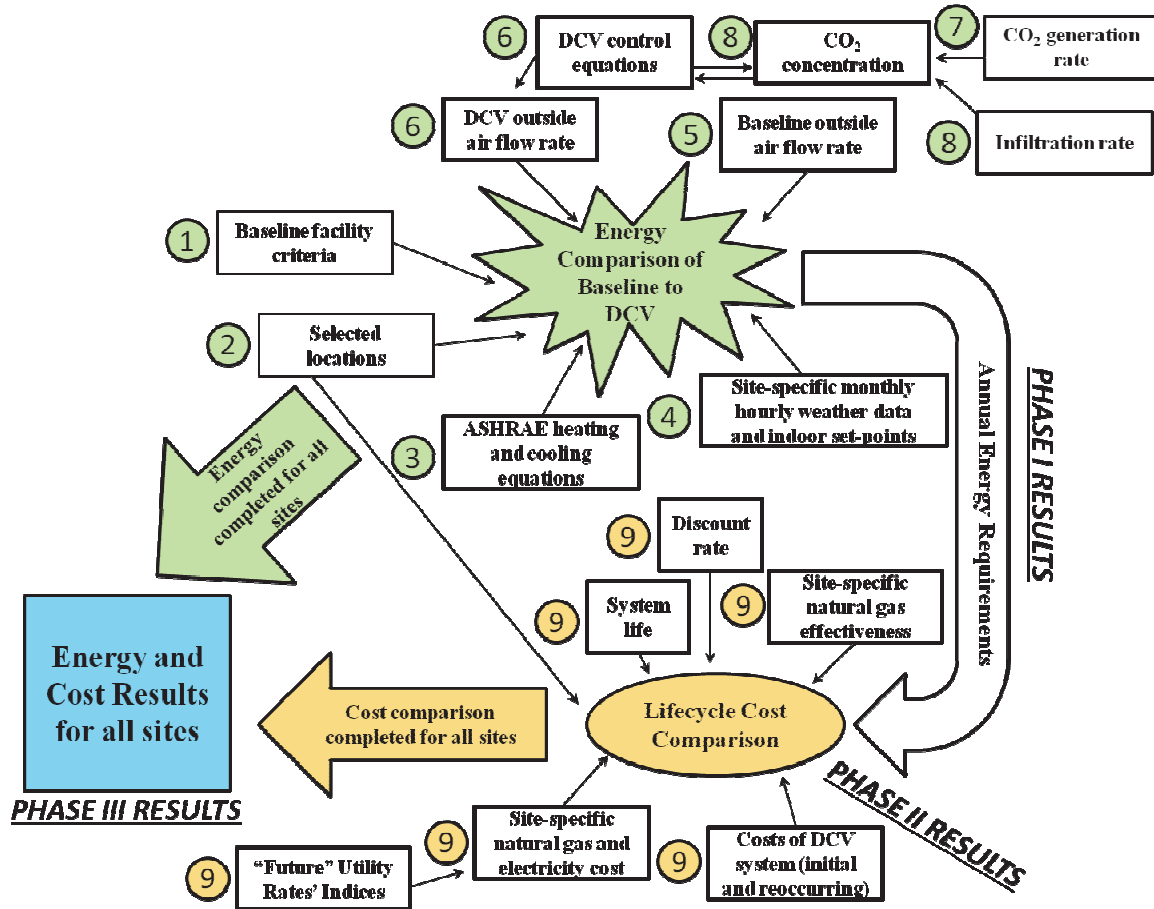 6
DCV control
equations
8
CO₂
concentration
7
CO₂ generation
rate
6
DCV outside
air flow rate
5
Baseline outside
air flow rate
8
Infiltration rate
1
Baseline facility
criteria
Energy
Comparison of
Baseline to
DCV
2
Selected
locations
3
ASHRAE heating
and cooling
equations
4
Site-specific monthly
hourly weather data
and indoor set-points
Annual Energy Requirements
PHASE I RESULTS
Energy
comparison
completed for all
sites
9
Discount
rate
9
System
life
9
Site-specific
natural gas
effectiveness
Energy and
Cost Results
for all sites
PHASE III RESULTS
Cost comparison
completed for all sites
Lifecycle Cost
Comparison
PHASE II RESULTS
9
"Future" Utility
Rates' Indices
9
Site-specific
natural gas and
electricity cost
9
Costs of DCV
system (initial
and reoccurring)